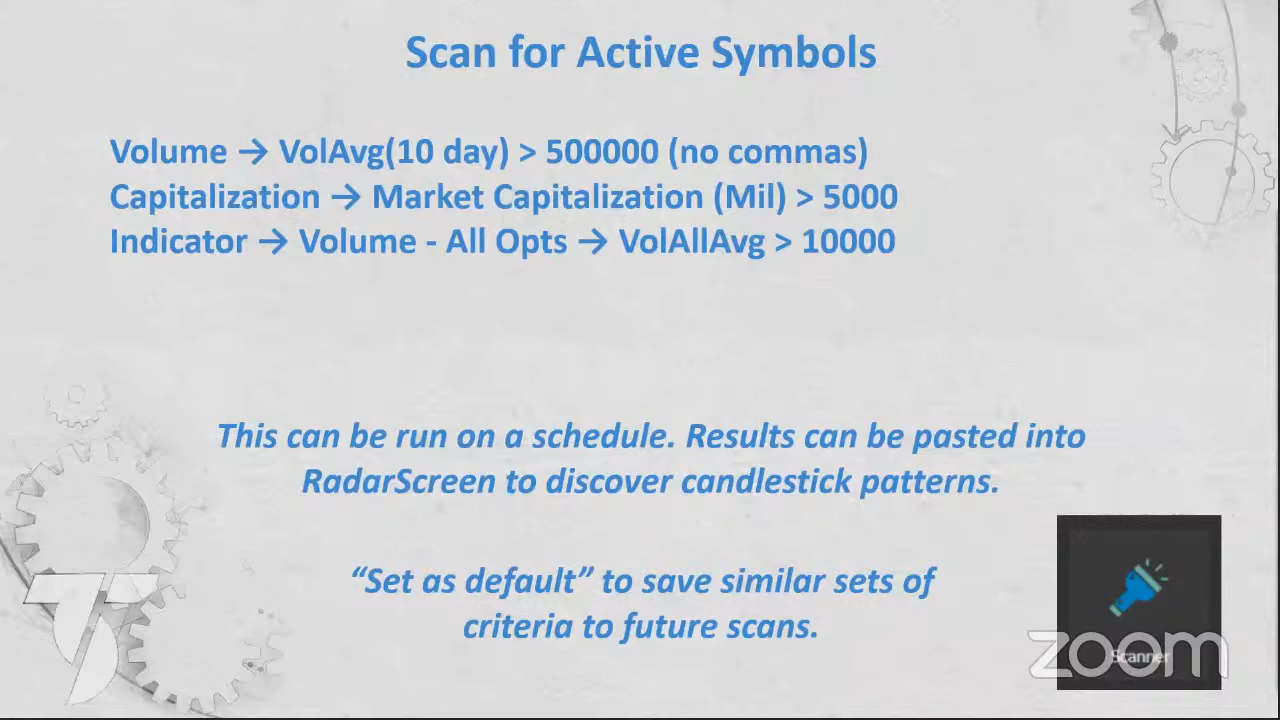 Scan for Active Symbols
Volume → VolAvg(10 day) > 500000 (no commas)
Capitalization → Market Capitalization (Mil) > 5000
Indicator → Volume - All Opts → VolAllAvg > 10000
This can be run on a schedule. Results can be pasted into
RadarScreen to discover candlestick patterns.
“Set as default” to save similar sets of
criteria to future scans.
Scanner
zoom